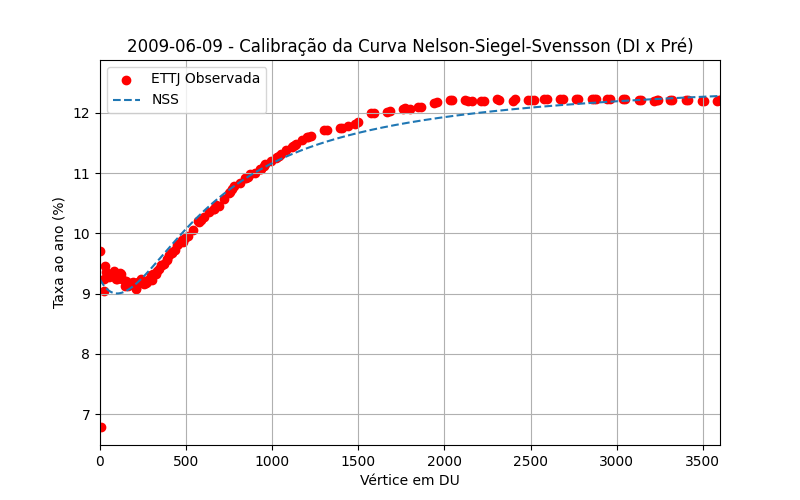 2009-06-09 - Calibração da Curva Nelson-Siegel-Svensson (DI x Pré)
ETTJ Observada
NSS
Taxa ao ano (%)
12
11
10
9
8
7
0 500 1000 1500 2000 2500 3000 3500
Vértice em DU